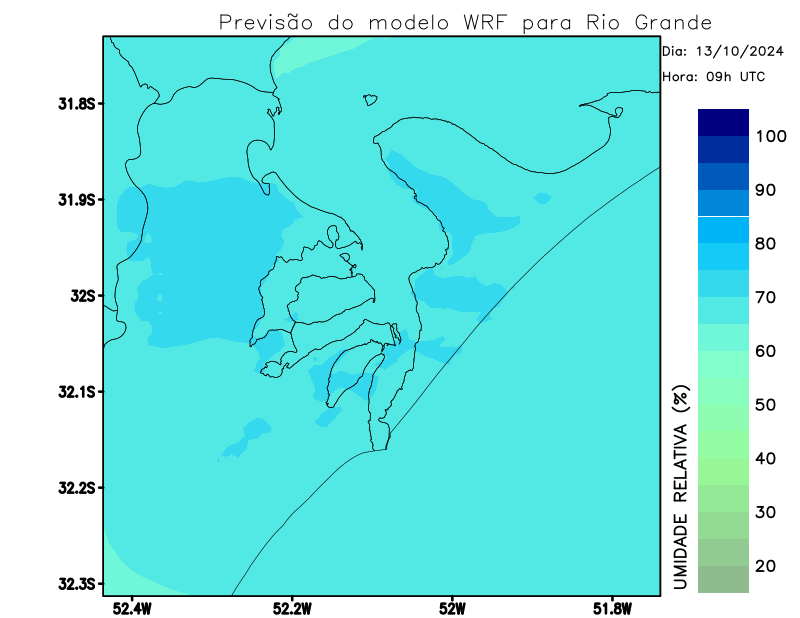 Previsão do modelo WRF para Rio Grande
Dia: 13/10/2024
Hora: 09h UTC
31.8S
31.9S
32S
32.1S
32.2S
32.3S
52.4W
52.2W
52W
51.8W
100
90
80
70
60
50
40
30
20
UMIDADE RELATIVA (%)